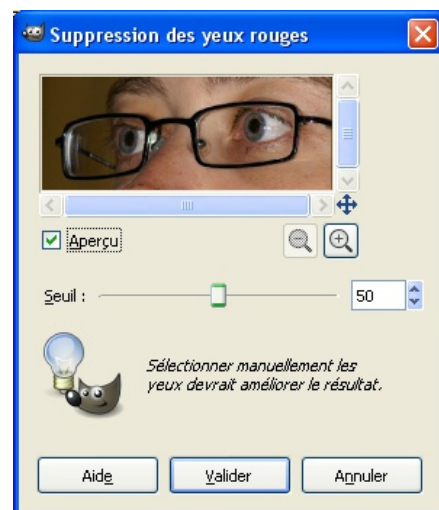 Suppression des yeux rouges
Aperçu
Seuil :
50
Sélectionner manuellement les
yeux devrait améliorer le résultat.
Aide
Valider
Annuler